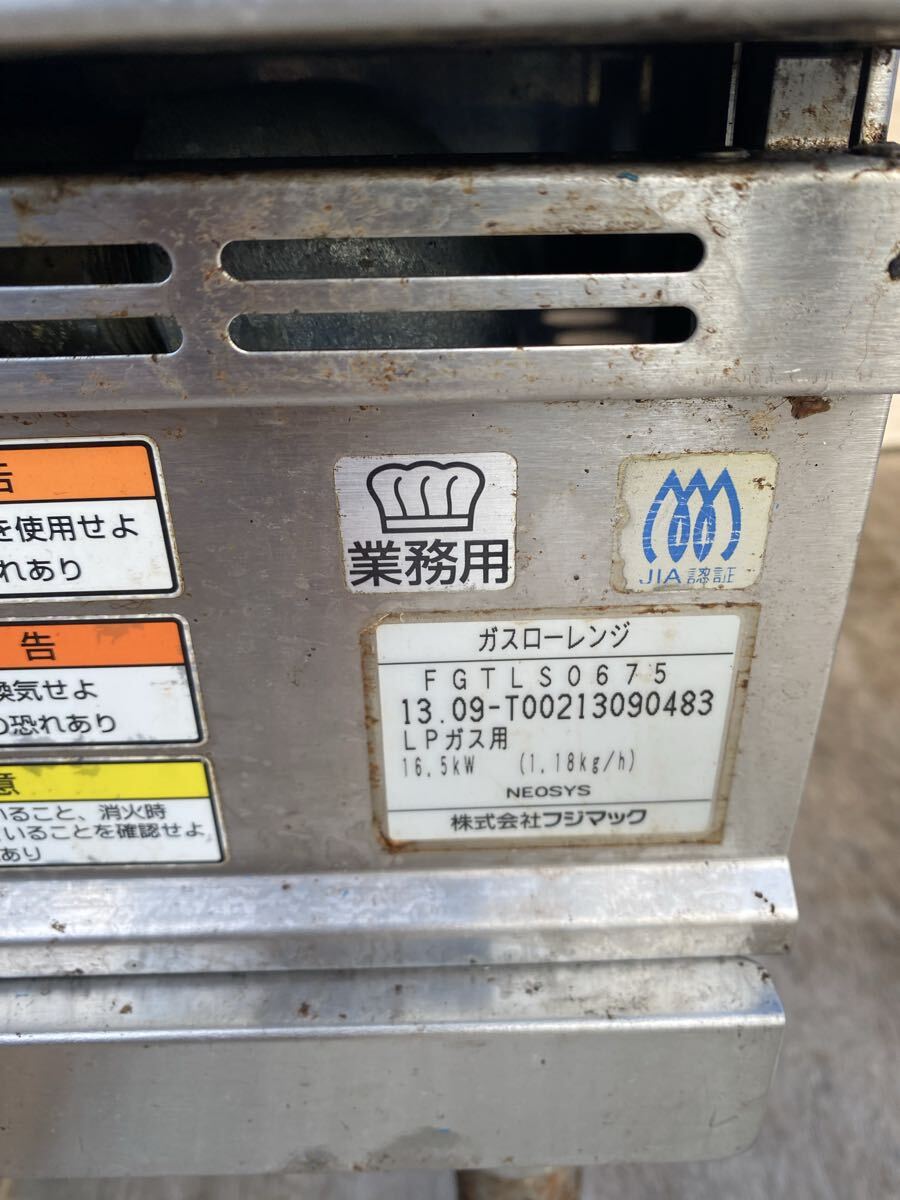 告
を使用せよ
れあり
業務用
JIA 認証
告
換気せよ
の恐れあり
意
いること、消火時
いることを確認せよ
あり
ガスローレンジ
FGTLS0675
13.09-T00213090483
LPガス用
16.5kW (1.18kg/h)
NEOSYS
株式会社フジマック